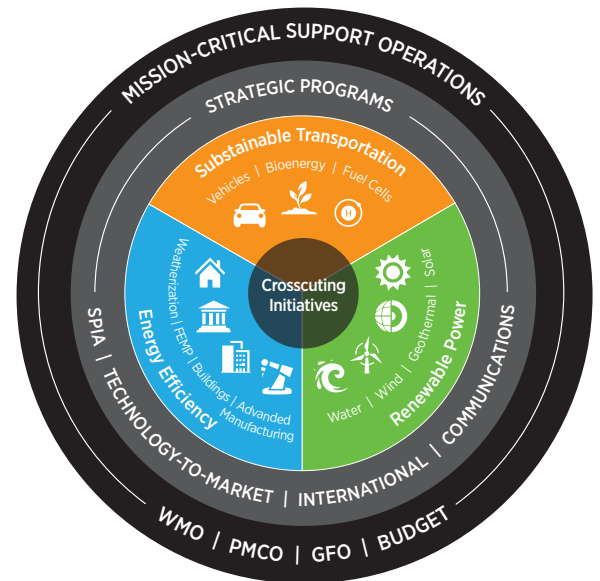 MISSION-CRITICAL SUPPORT OPERATIONS
STRATEGIC PROGRAMS
Substainable Transportation
Vehicles | Bioenergy | Fuel Cells
H
Crosscuting
Initiatives
Weatherization | FEMP | Buildings | Advanded
Manufacturing
Energy Efficiency
Water | Wind | Geothermal | Solar
Renewable Power
SPIA | TECHNOLOGY-TO-MARKET | INTERNATIONAL | COMMUNICATIONS
WMO | PMCO | GFO | BUDGET